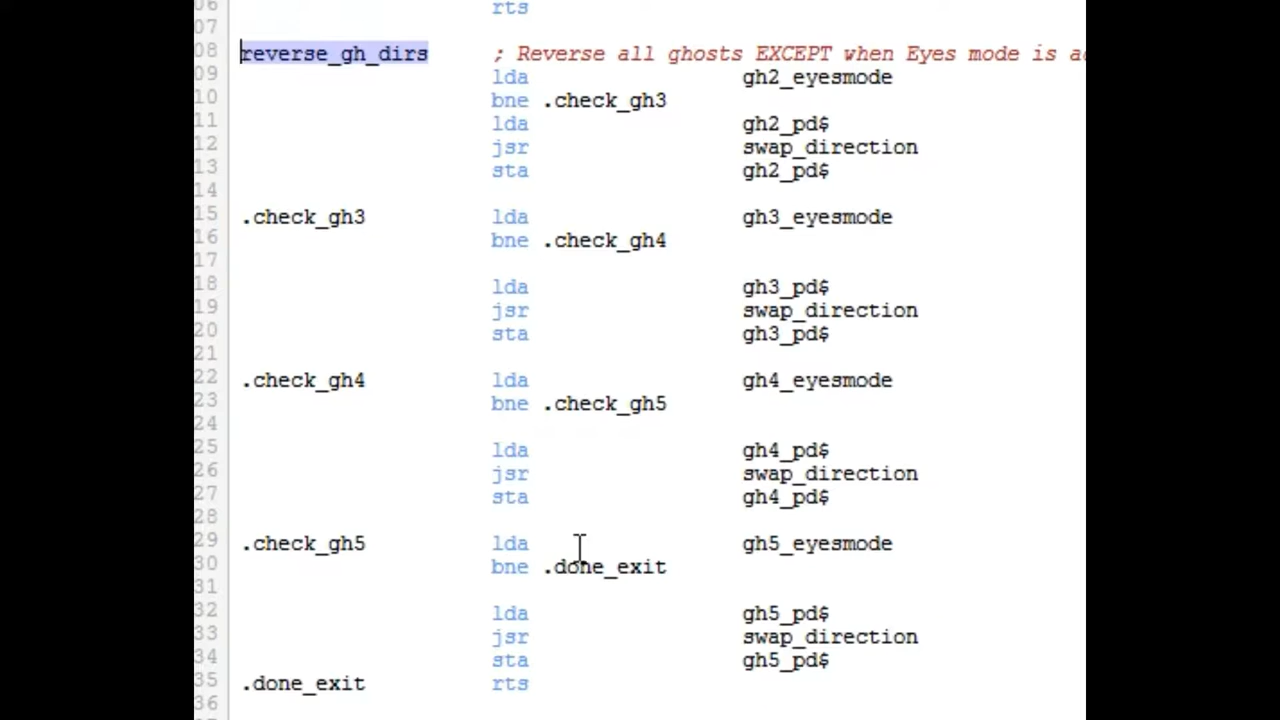 06 rts
07
08 reverse_gh_dirs ; Reverse all ghosts EXCEPT when Eyes mode is
09 lda gh2_eyesmode
10 bne .check_gh3
11 lda gh2_pd$
12 jsr swap_direction
13 sta gh2_pd$
14
15 .check_gh3 lda gh3_eyesmode
16 bne .check_gh4
17
18 lda gh3_pd$
19 jsr swap_direction
20 sta gh3_pd$
21
22 .check_gh4 lda gh4_eyesmode
23 bne .check_gh5
24
25 lda gh4_pd$
26 jsr swap_direction
27 sta gh4_pd$
28
29 .check_gh5 lda gh5_eyesmode
30 bne .done_exit
31
32 lda gh5_pd$
33 jsr swap_direction
34 sta gh5_pd$
35 .done_exit rts
36